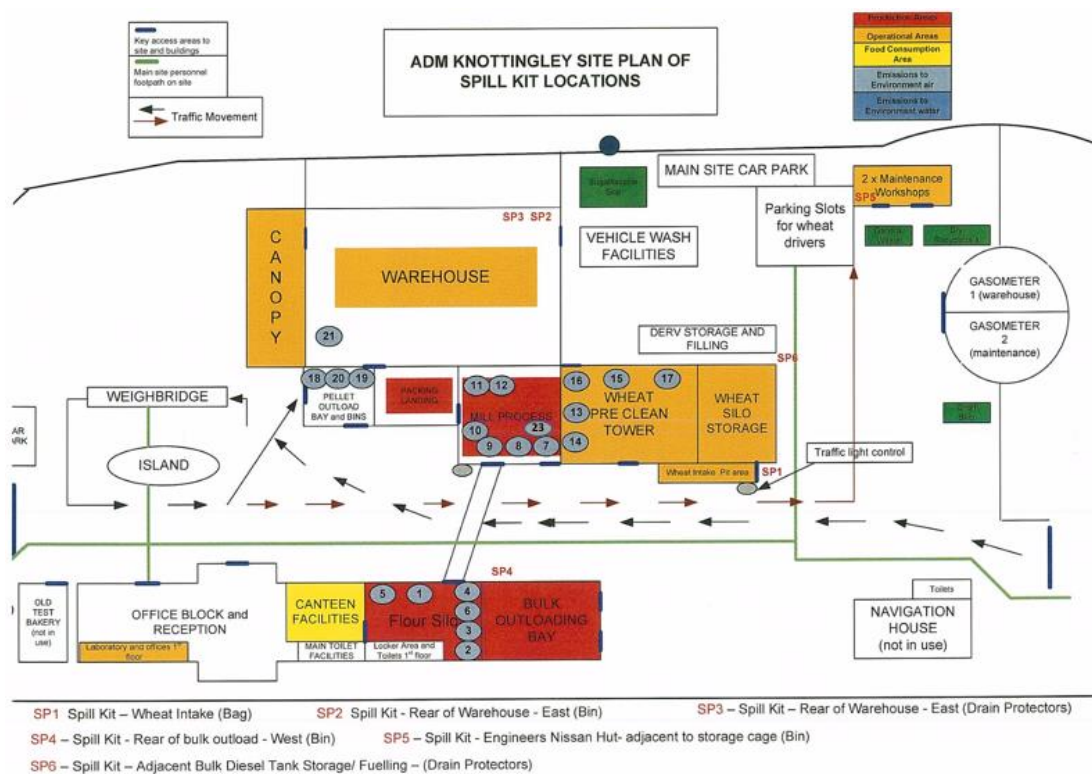 Key access areas to
site and buildings
Main site personnel
footpath on site
Traffic Movement
ADM KNOTTINGLEY SITE PLAN OF
SPILL KIT LOCATIONS
Production Areas
Operational Areas
Food Consumption
Area
Emissions to
Environment air
Emissions to
Environment water
MAIN SITE CAR PARK
2 x Maintenance
Workshops
SP5
SP3 SP2
Parking Slots
for wheat
drivers
VEHICLE WASH
FACILITIES
CANOPY
WAREHOUSE
GASOMETER
1 (warehouse)
GASOMETER
2
(maintenance)
21
DERV STORAGE AND
FILLING
SP6
18 20 19
PELLET
OUTLOAD
BAY and BINS
PACKING
LANDING
11 12
MILL PROCESS
10
23
9 8 7
16 15 17
WHEAT
PRE CLEAN
TOWER
13
14
WHEAT
SILO
STORAGE
WEIGHBRIDGE
AR
ARK
ISLAND
Wheat Intake Pit area
SP1
Traffic light control
SP4
OLD
TEST
BAKERY
(not in
use)
OFFICE BLOCK and
RECEPTION
Laboratory and offices 1st
floor
CANTEEN
FACILITIES
MAIN TOILET
FACILITIES
5 1 4
Flour Silo
6
3
2
Locker Area and
Toilets 1st floor
BULK
OUTLOADING
BAY
Toilets
NAVIGATION
HOUSE
(not in use)
SP1 Spill Kit – Wheat Intake (Bag)
SP2 Spill Kit - Rear of Warehouse - East (Bin)
SP3 – Spill Kit – Rear of Warehouse - East (Drain Protectors)
SP4 – Spill Kit - Rear of bulk outload - West (Bin)
SP5 – Spill Kit - Engineers Nissan Hut- adjacent to storage cage (Bin)
SP6 – Spill Kit – Adjacent Bulk Diesel Tank Storage/ Fuelling – (Drain Protectors)